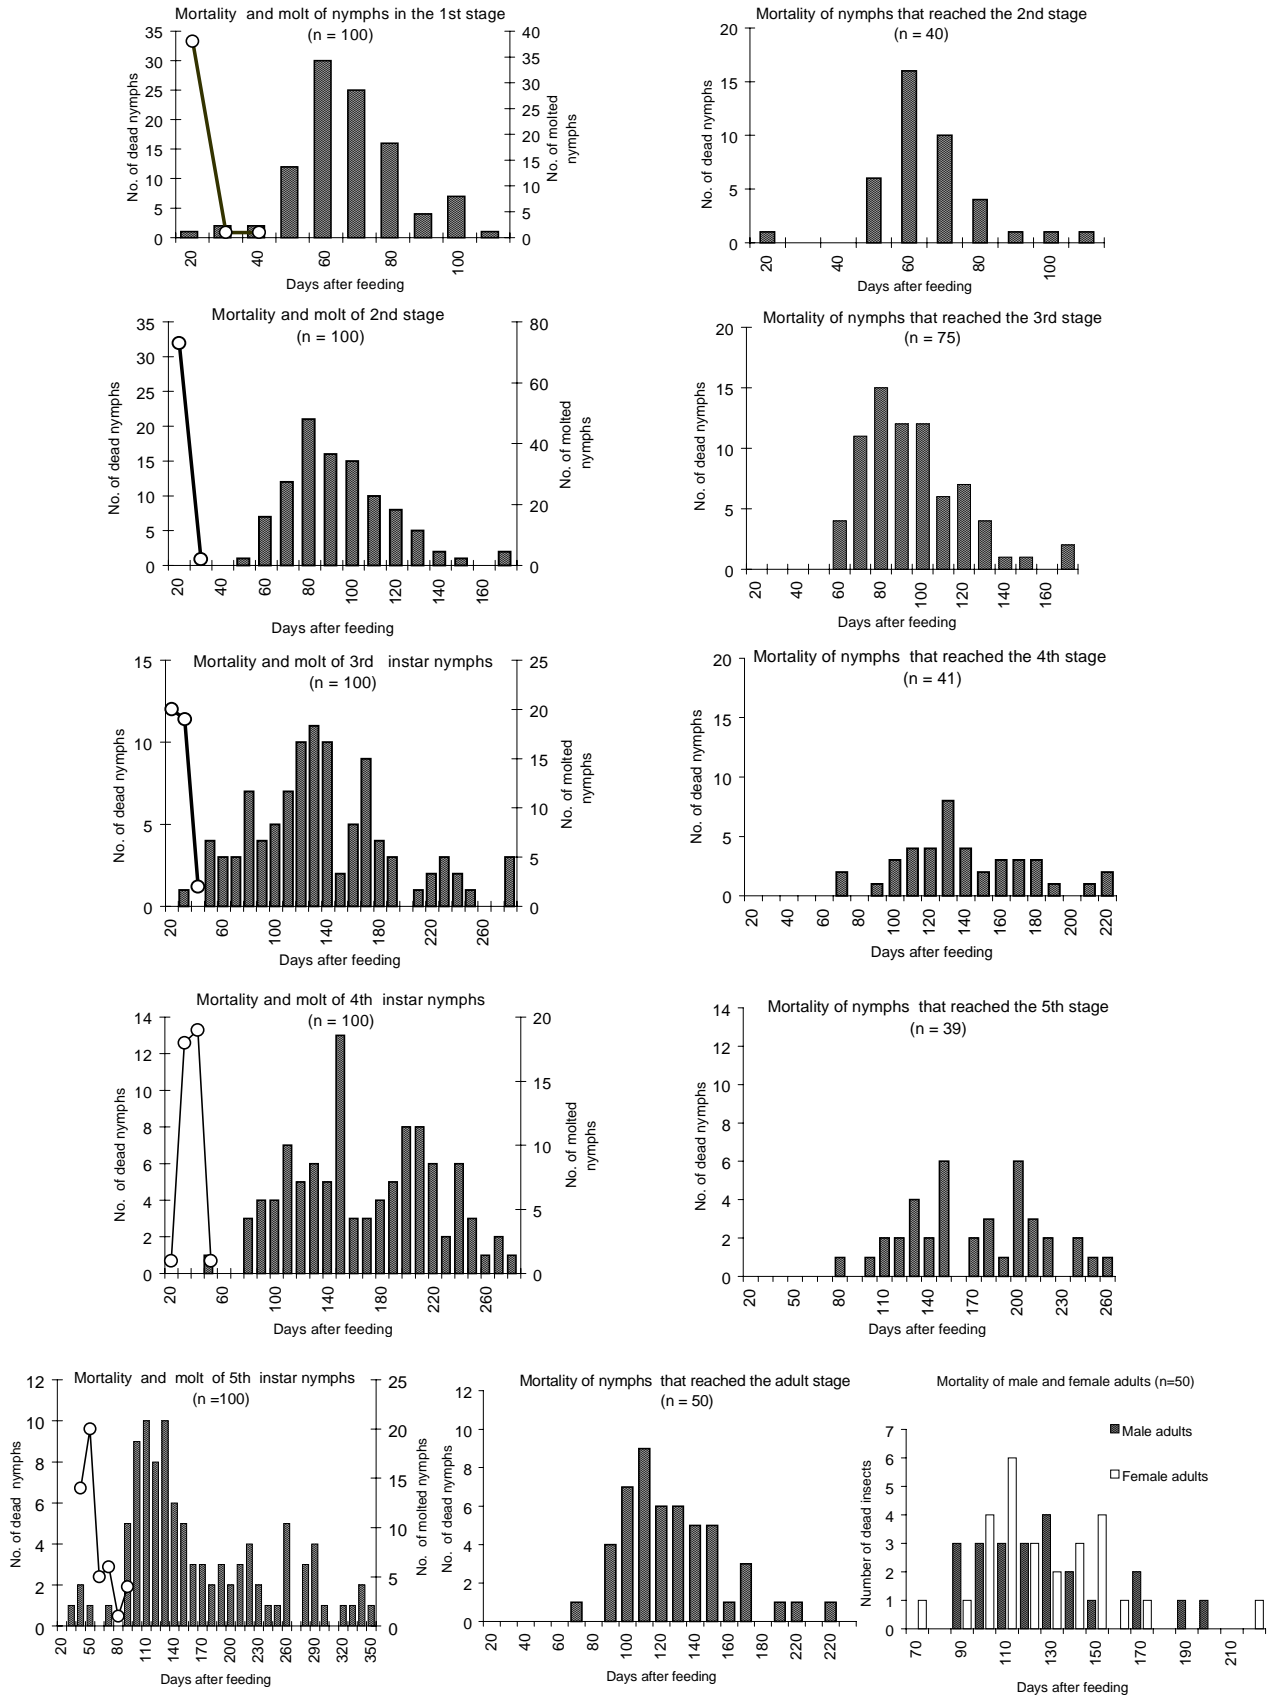 Mortality and molt of nymphs in the 1st stage
(n = 100)
35
30
25
20
15
10
5
0
No. of dead nymphs
40
35
30
25
20
15
10
5
0
No. of molted
nymphs
20 40 60 80 100
Days after feeding
Mortality of nymphs that reached the 2nd stage
(n = 40)
20
15
10
5
0
No. of dead nymphs
20 40 60 80 100
Days after feeding
Mortality and molt of 2nd stage
(n = 100)
35
30
25
20
15
10
5
0
No. of dead nymphs
80
60
40
20
0
No. of molted
nymphs
20 40 60 80 100 120 140 160
Days after feeding
Mortality of nymphs that reached the 3rd stage
(n = 75)
20
15
10
5
0
No. of dead nymphs
20 40 60 80 100 120 140 160
Days after feeding
Mortality and molt of 3rd instar nymphs
(n = 100)
15
10
5
0
No. of dead nymphs
25
20
15
10
5
0
No. of molted
nymphs
20 60 100 140 180 220 260
Days after feeding
Mortality of nymphs that reached the 4th stage
(n = 41)
20
15
10
5
0
No. of dead nymphs
20 40 60 80 100 120 140 160 180 200 220
Days after feeding
Mortality and molt of 4th instar nymphs
(n = 100)
14
12
10
8
6
4
2
0
No. of dead nymphs
20
15
10
5
0
No. of molted
nymphs
20 60 100 140 180 220 260
Days after feeding
Mortality of nymphs that reached the 5th stage
(n = 39)
14
12
10
8
6
4
2
0
No. of dead nymphs
20 50 80 110 140 170 200 230 260
Days after feeding
Mortality and molt of 5th instar nymphs
(n =100)
12
10
8
6
4
2
0
No. of dead nymphs
25
20
15
10
5
0
No. of molted nymphs
20 50 80 110 140 170 200 230 260 290 320 350
Days after feeding
Mortality of nymphs that reached the adult stage
(n = 50)
12
10
8
6
4
2
0
No. of dead nymphs
20 40 60 80 100 120 140 160 180 200 220
Days after feeding
Mortality of male and female adults (n=50)
7
6
5
4
3
2
1
0
Number of dead insects
Male adults
Female adults
70 90 110 130 150 170 190 210
Days after feeding